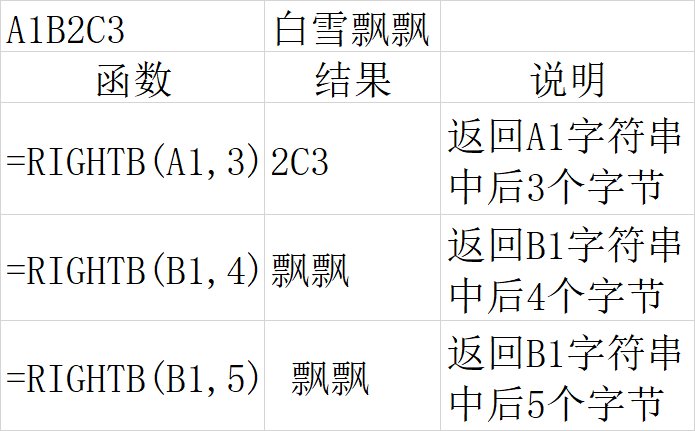 A1B2C3 白雪飘飘
函数 结果 说明
=RIGHTB(A1,3) 2C3 返回A1字符串
中后3个字节
=RIGHTB(B1,4) 飘飘 返回B1字符串
中后4个字节
=RIGHTB(B1,5) 飘飘 返回B1字符串
中后5个字节